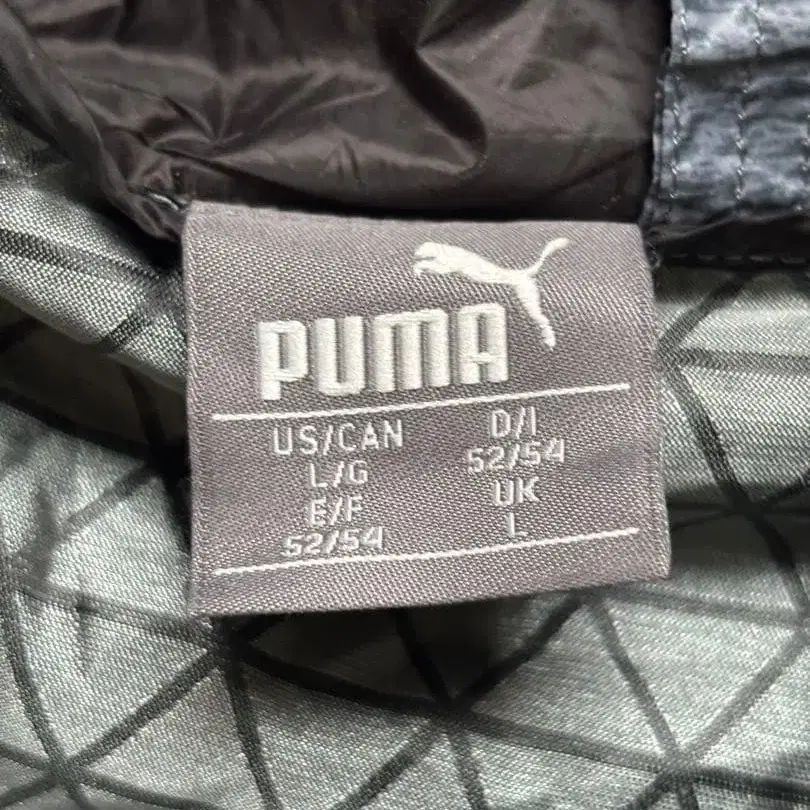 PUMA
US/CAN
L/G
E/F
52/54
D/I
52/54
UK
L